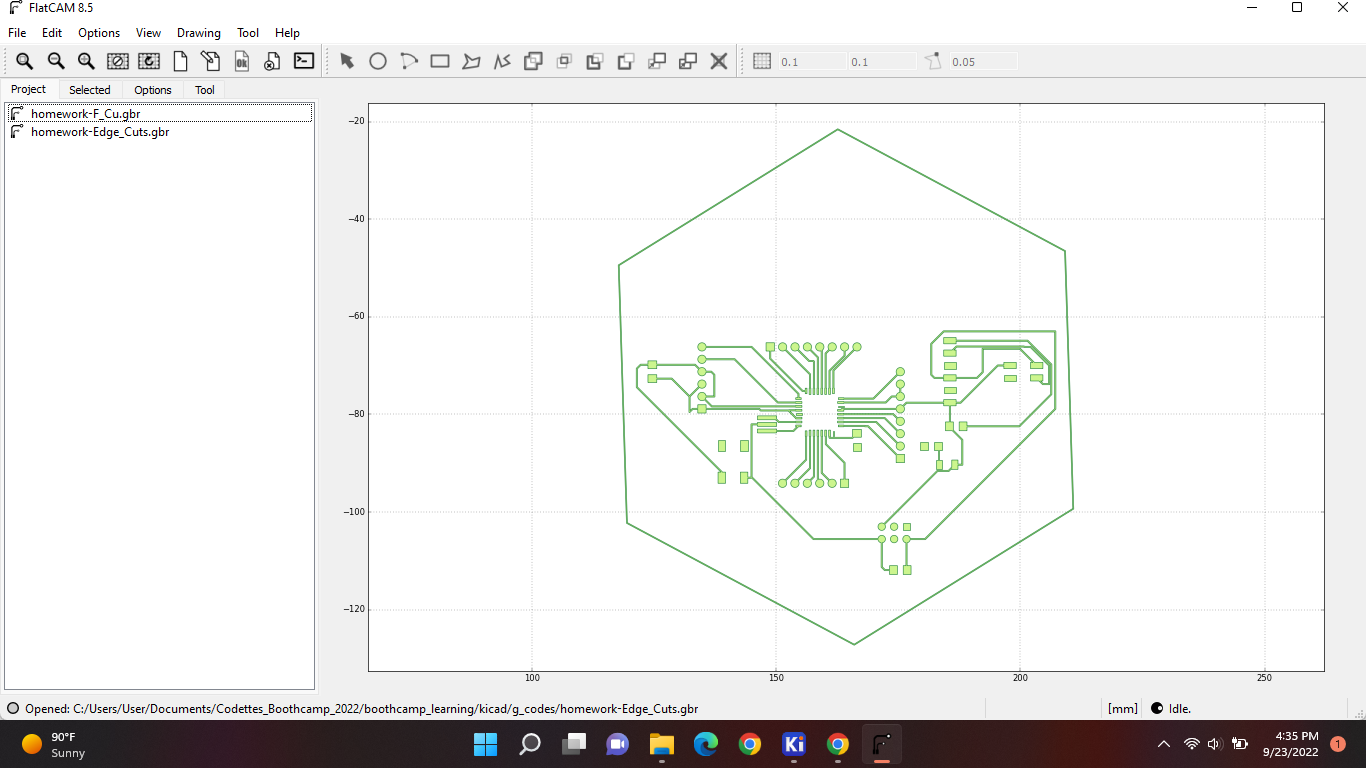 FlatCAM 8.5
File Edit Options View Drawing Tool Help
Ok 0.1 0.1 0.05
Project Selected Options Tool
homework-F_Cu.gbr
homework-Edge_Cuts.gbr
−20
−40
−60
−80
−100
−120
100 150 200 250
Opened: C:/Users/User/Documents/Codettes_Boothcamp_2022/boothcamp_learning/kicad/g_codes/homework-Edge_Cuts.gbr [mm] Idle.
90°F
Sunny
Ki
4:35 PM
9/23/2022
1